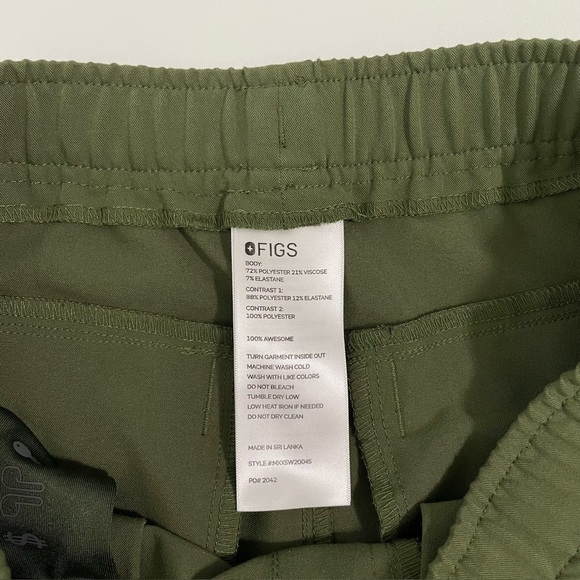 FIGS
BODY:
72% POLYESTER 21% VISCOSE
7% ELASTANE
CONTRAST 1:
88% POLYESTER 12% ELASTANE
CONTRAST 2:
100% POLYESTER
100% AWESOME
TURN GARMENT INSIDE OUT
MACHINE WASH COLD
WASH WITH LIKE COLORS
DO NOT BLEACH
TUMBLE DRY LOW
LOW HEAT IRON IF NEEDED
DO NOT DRY CLEAN
MADE IN SRI LANKA
STYLE #:MXXSW2004S
PO# 2042